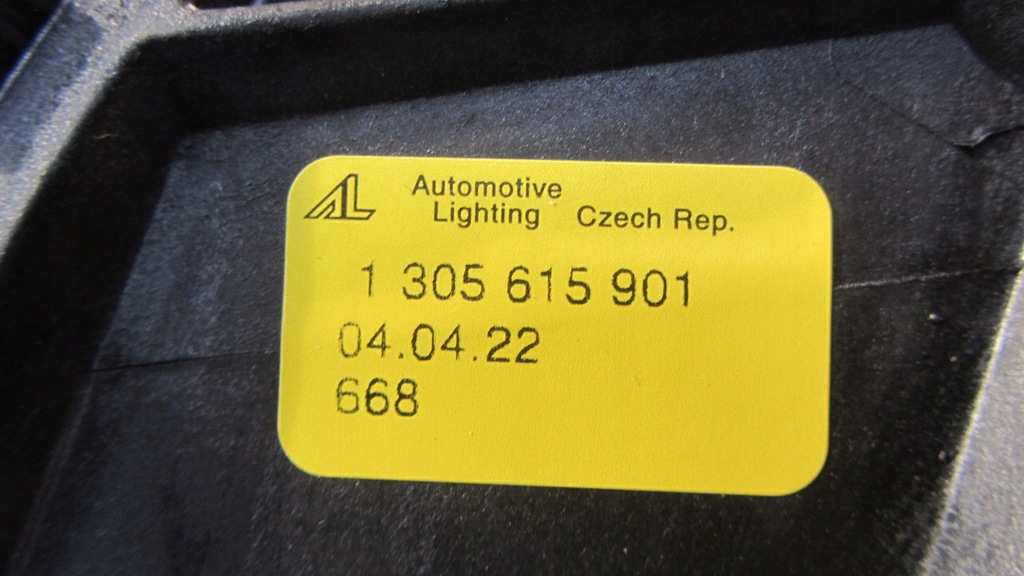 AL Automotive
Lighting Czech Rep.
1 305 615 901
04.04.22
668